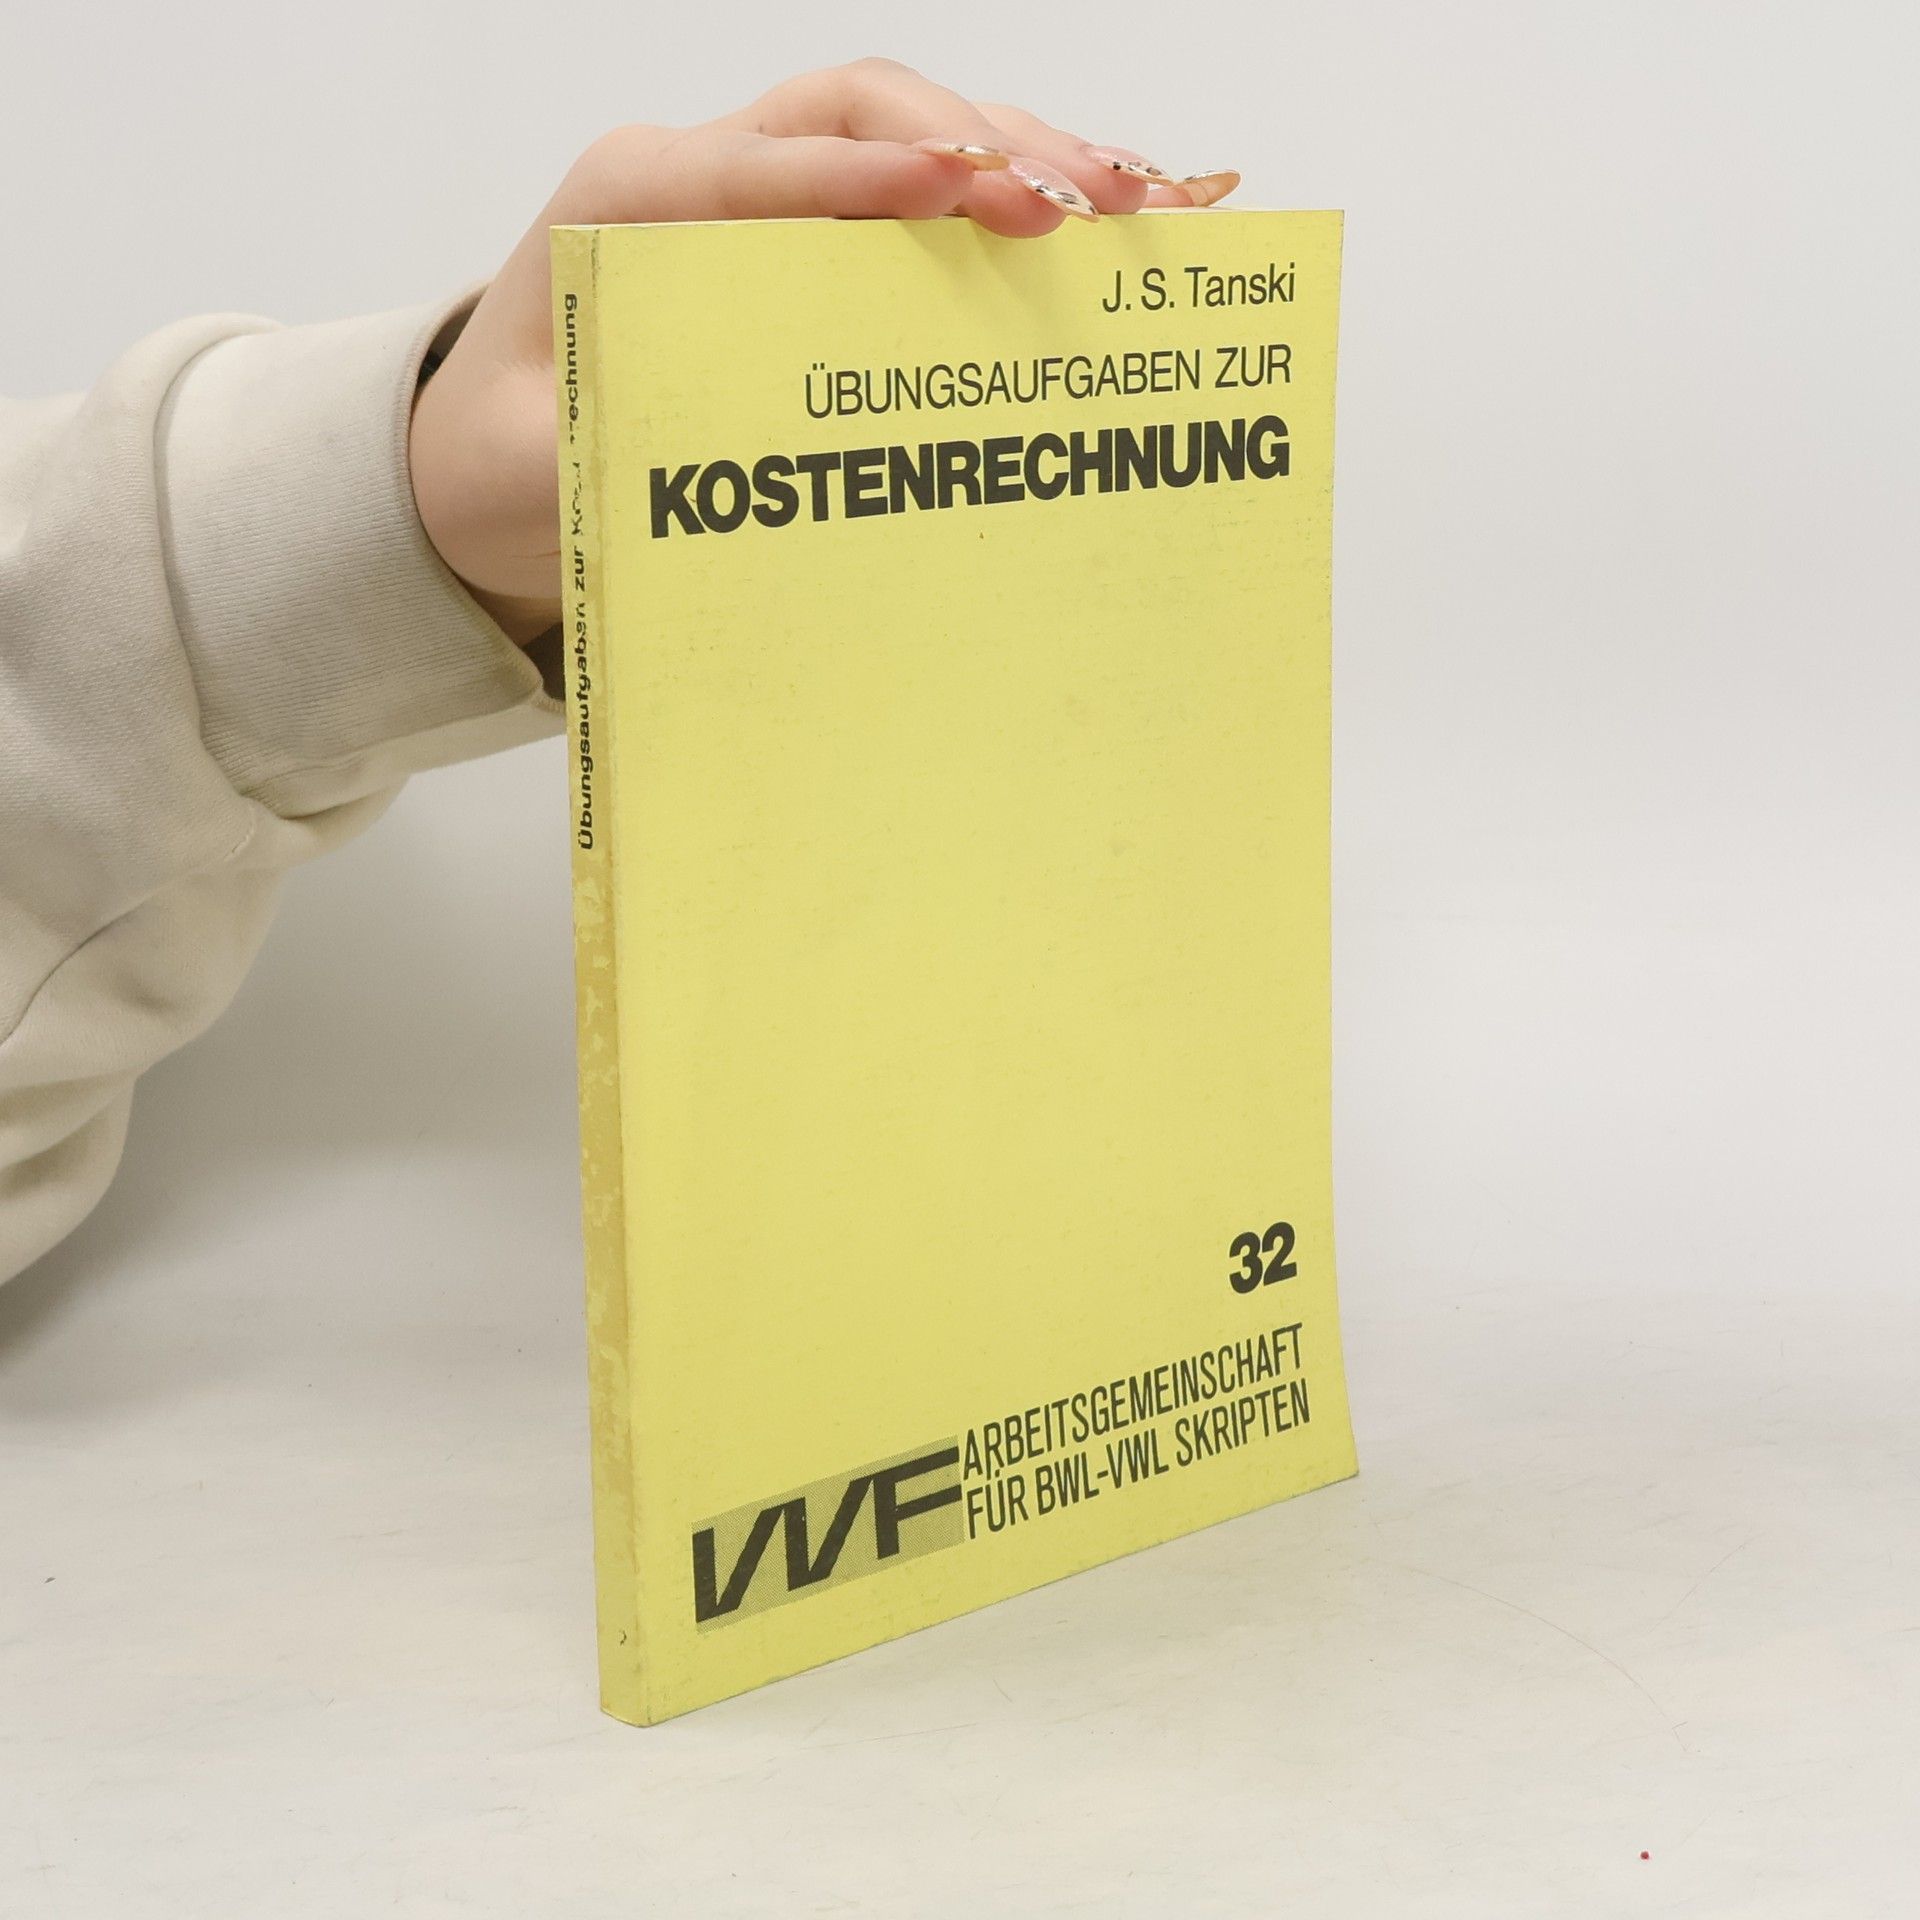 J. S. Tanski
ÜBUNGSAUFGABEN ZUR
KOSTENRECHNUNG
32
VVF
ARBEITSGEMEINSCHAFT
FÜR BWL-VWL SKRIPTEN
Übungsaufgaben zur